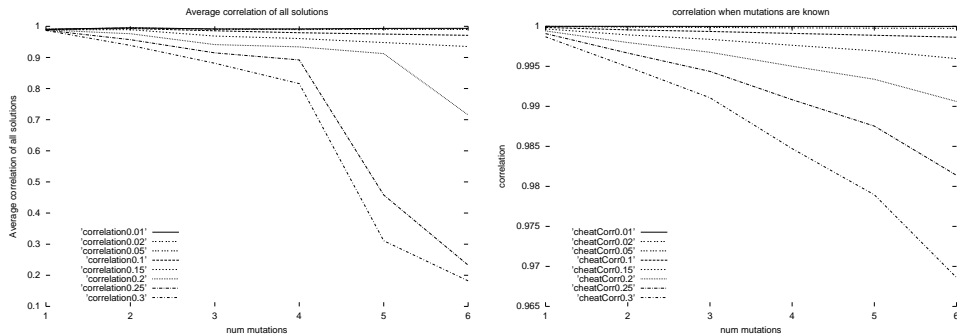 Average correlation of all solutions
1
0.9
0.8
0.7
0.6
0.5
0.4
0.3
0.2
0.1
Average correlation of all solutions
'correlation0.01'
'correlation0.02'
'correlation0.05'
'correlation0.1'
'correlation0.15'
'correlation0.2'
'correlation0.25'
'correlation0.3'
1 2 3 4 5 6
num mutations
correlation when mutations are known
1
0.995
0.99
0.985
0.98
0.975
0.97
0.965
correlation
'cheatCorr0.01'
'cheatCorr0.02'
'cheatCorr0.05'
'cheatCorr0.1'
'cheatCorr0.15'
'cheatCorr0.2'
'cheatCorr0.25'
'cheatCorr0.3'
1 2 3 4 5 6
num mutations